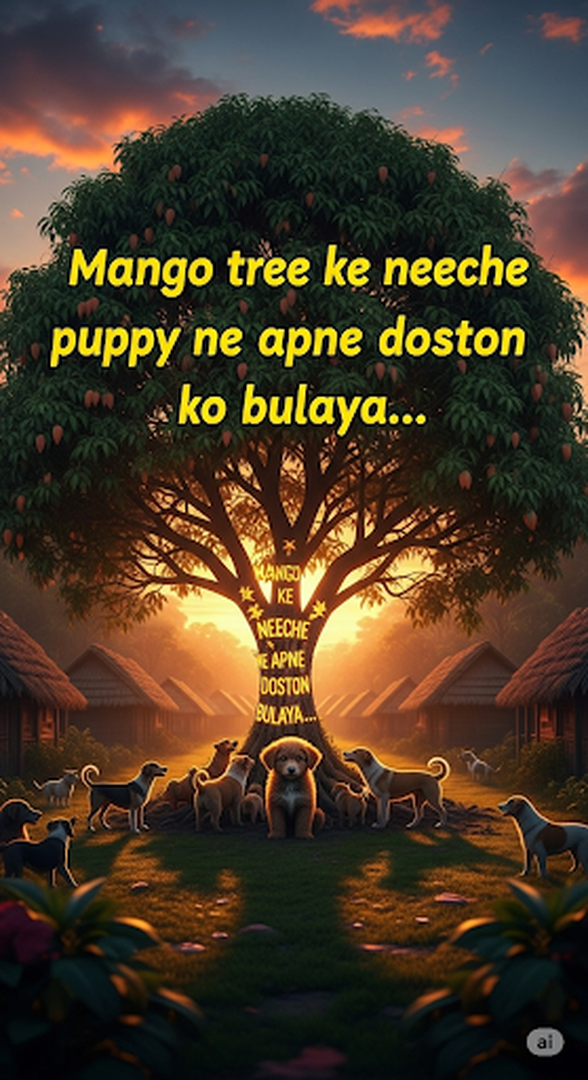 Mango tree ke neeche
puppy ne apne doston
ko bulaya...
MANGO
KE
NEECHE
NE APNE
DOSTON
BULAYA...
ai